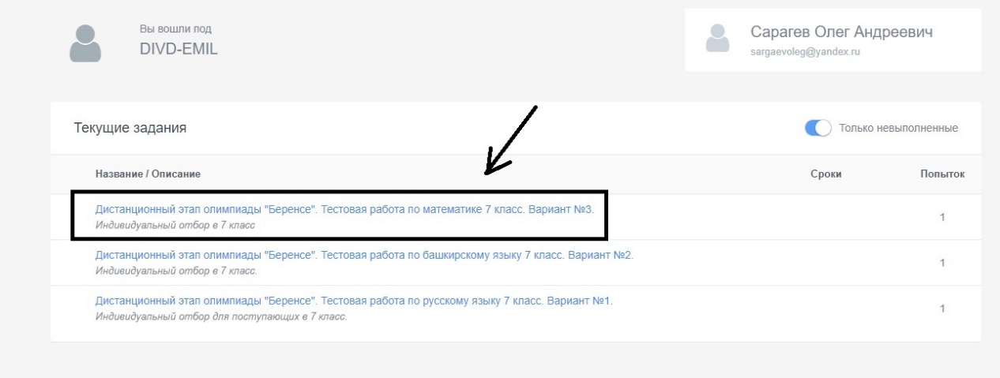 Вы вошли под
DIVD-EMIL
Сарагев Олег Андреевич
sargaevoleg@yandex.ru
Текущие задания
Только невыполненные
Название / Описание
Сроки
Попыток
Дистанционный этап олимпиады "Беренсе". Тестовая работа по математике 7 класс. Вариант №3.
Индивидуальный отбор в 7 класс
1
Дистанционный этап олимпиады "Беренсе". Тестовая работа по башкирскому языку 7 класс. Вариант №2.
Индивидуальный отбор в 7 класс.
1
Дистанционный этап олимпиады "Беренсе". Тестовая работа по русскому языку 7 класс. Вариант №1.
Индивидуальный отбор для поступающих в 7 класс.
1